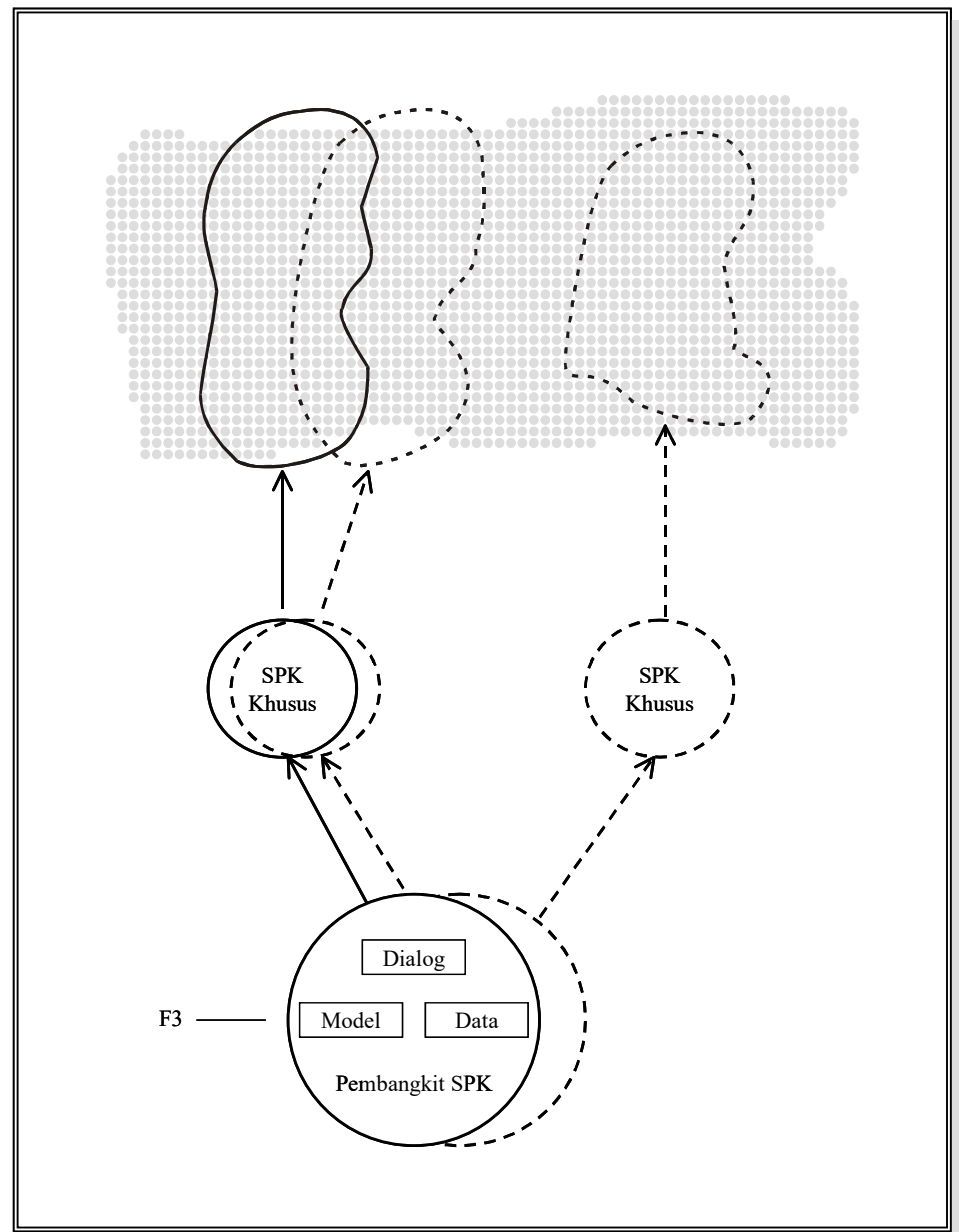 SPK
Khusus
SPK
Khusus
Dialog
F3
Model
Data
Pembangkit SPK